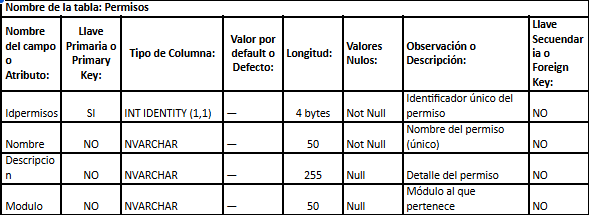 Nombre de la tabla: Permisos
Nombre del campo o Atributo: Llave Primaria o Primary Key: Tipo de Columna: Valor por default o Defecto: Longitud: Valores Nulos: Observación o Descripción: Llave Secundaria o Foreign Key:
Idpermisos SI INT IDENTITY (1,1) — 4 bytes Not Null Identificador único del permiso NO
Nombre NO NVARCHAR — 50 Not Null Nombre del permiso (único) NO
Descripcion NO NVARCHAR — 255 Null Detalle del permiso NO
Modulo NO NVARCHAR — 50 Null Módulo al que pertenece NO